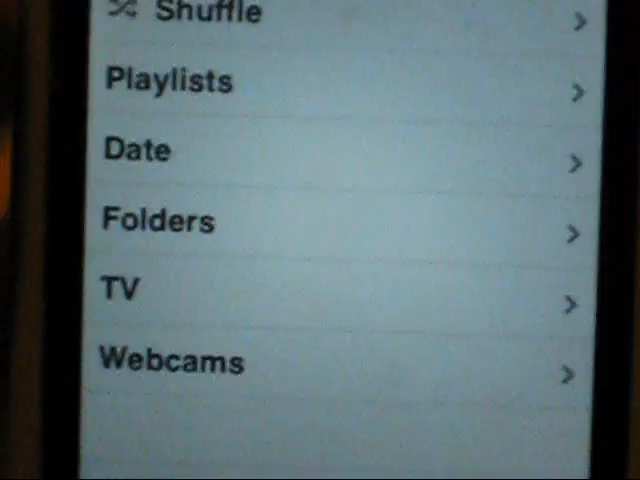 Shuffle
Playlists
Date
Folders
TV
Webcams